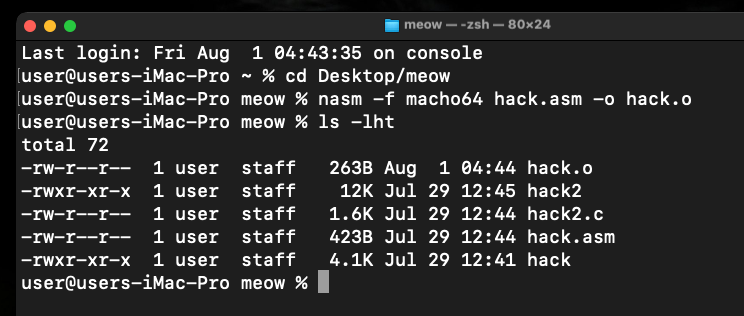 meow — -zsh — 80×24
Last login: Fri Aug  1 04:43:35 on console
[user@users-iMac-Pro ~ % cd Desktop/meow
[user@users-iMac-Pro meow % nasm -f macho64 hack.asm -o hack.o
[user@users-iMac-Pro meow % ls -lht
total 72
-rw-r--r--  1 user  staff   263B Aug  1 04:44 hack.o
-rwxr-xr-x  1 user  staff    12K Jul 29 12:45 hack2
-rw-r--r--  1 user  staff   1.6K Jul 29 12:44 hack2.c
-rw-r--r--  1 user  staff   423B Jul 29 12:44 hack.asm
-rwxr-xr-x  1 user  staff   4.1K Jul 29 12:41 hack
user@users-iMac-Pro meow %